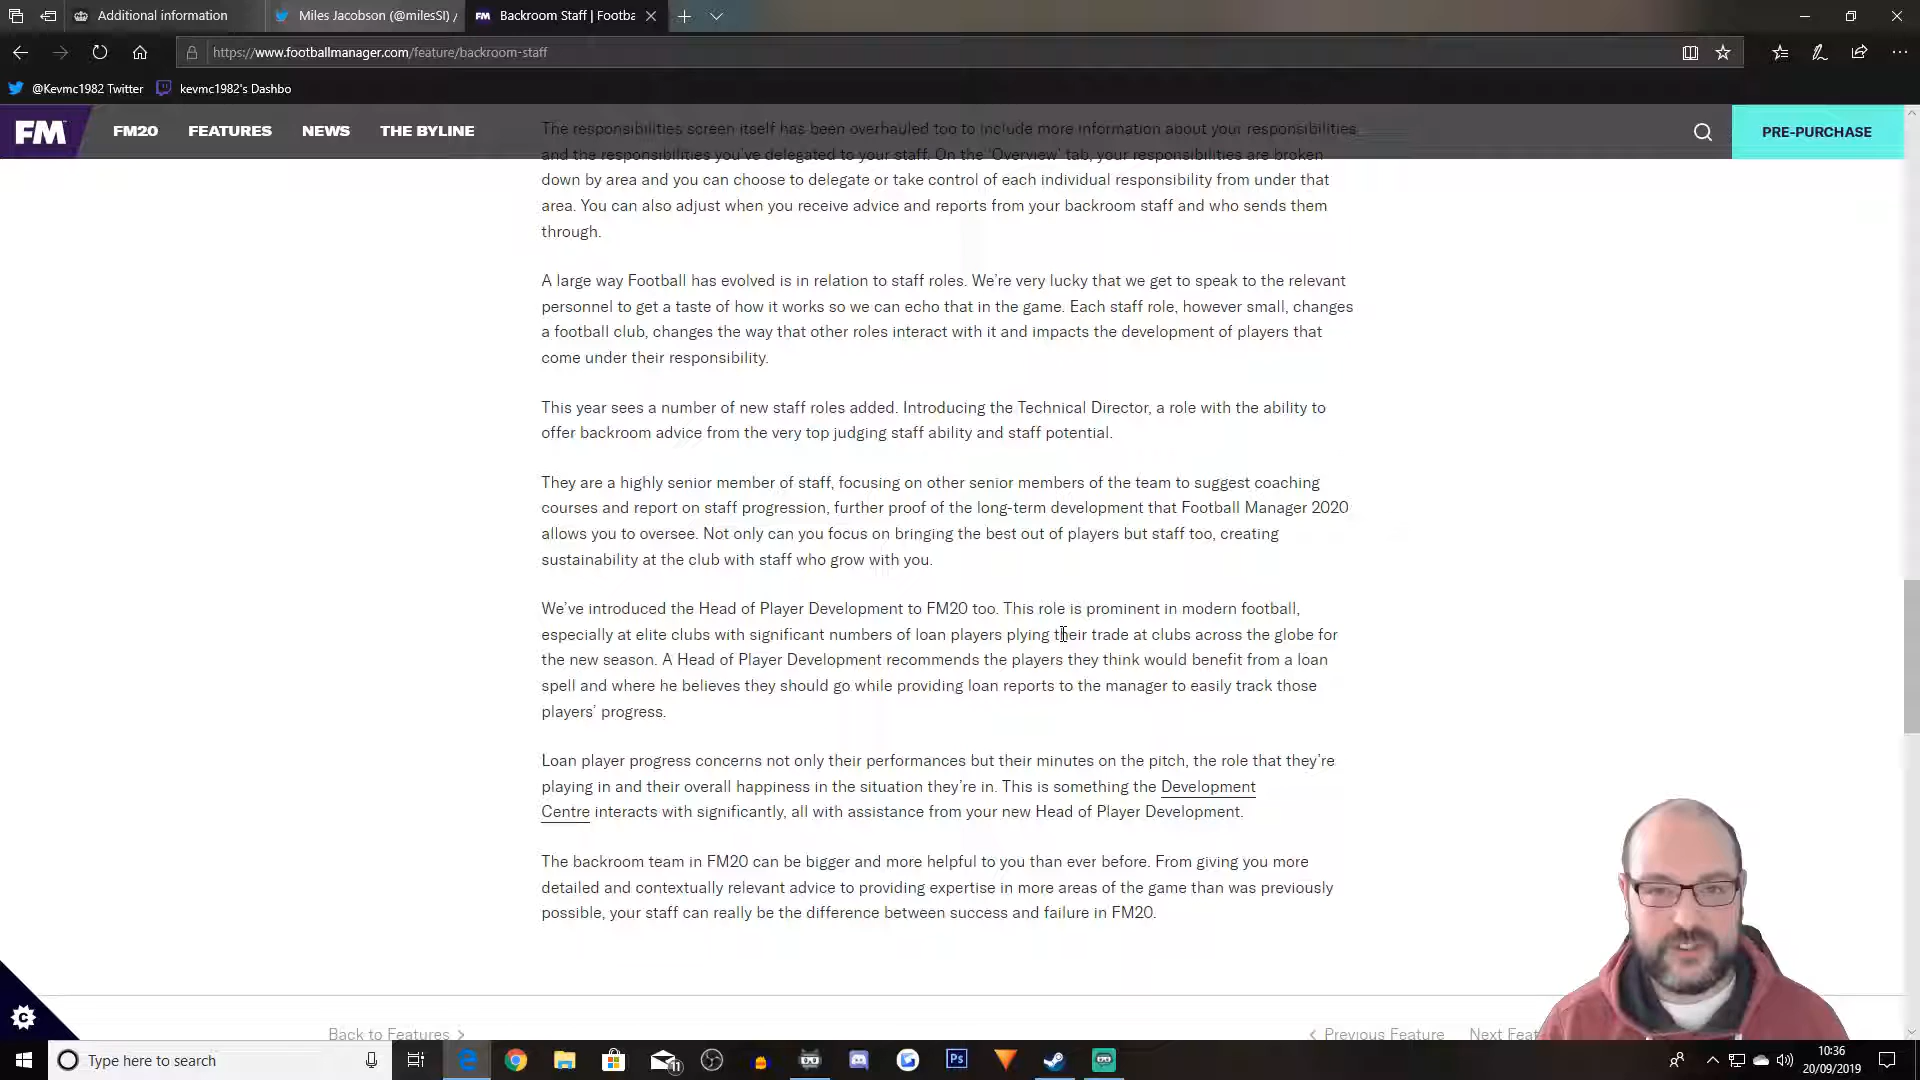 Additional information
Miles Jacobson (@milesSI) /
Backroom Staff | Footba
https://www.footballmanager.com/feature/backroom-staff
@Kevmc1982 Twitter
kevmc1982's Dashbo
FM
FM20
FEATURES
NEWS
THE BYLINE
PRE-PURCHASE
The responsibilities screen itself has been overhauled too to include more information about your responsibilities
and the responsibilities you've delegated to your staff. On the 'Overview' tab, your responsibilities are broken
down by area and you can choose to delegate or take control of each individual responsibility from under that
area. You can also adjust when you receive advice and reports from your backroom staff and who sends them
through.
A large way Football has evolved is in relation to staff roles. We're very lucky that we get to speak to the relevant
personnel to get a taste of how it works so we can echo that in the game. Each staff role, however small, changes
a football club, changes the way that other roles interact with it and impacts the development of players that
come under their responsibility.
This year sees a number of new staff roles added. Introducing the Technical Director, a role with the ability to
offer backroom advice from the very top judging staff ability and staff potential.
They are a highly senior member of staff, focusing on other senior members of the team to suggest coaching
courses and report on staff progression, further proof of the long-term development that Football Manager 2020
allows you to oversee. Not only can you focus on bringing the best out of players but staff too, creating
sustainability at the club with staff who grow with you.
We've introduced the Head of Player Development to FM20 too. This role is prominent in modern football,
especially at elite clubs with significant numbers of loan players plying their trade at clubs across the globe for
the new season. A Head of Player Development recommends the players they think would benefit from a loan
spell and where he believes they should go while providing loan reports to the manager to easily track those
players' progress.
Loan player progress concerns not only their performances but their minutes on the pitch, the role that they're
playing in and their overall happiness in the situation they're in. This is something the Development
Centre interacts with significantly, all with assistance from your new Head of Player Development.
The backroom team in FM20 can be bigger and more helpful to you than ever before. From giving you more
detailed and contextually relevant advice to providing expertise in more areas of the game than was previously
possible, your staff can really be the difference between success and failure in FM20.
Back to Features
Previous Feature
Next Feat
Type here to search
11
Ps
10:36
20/09/2019